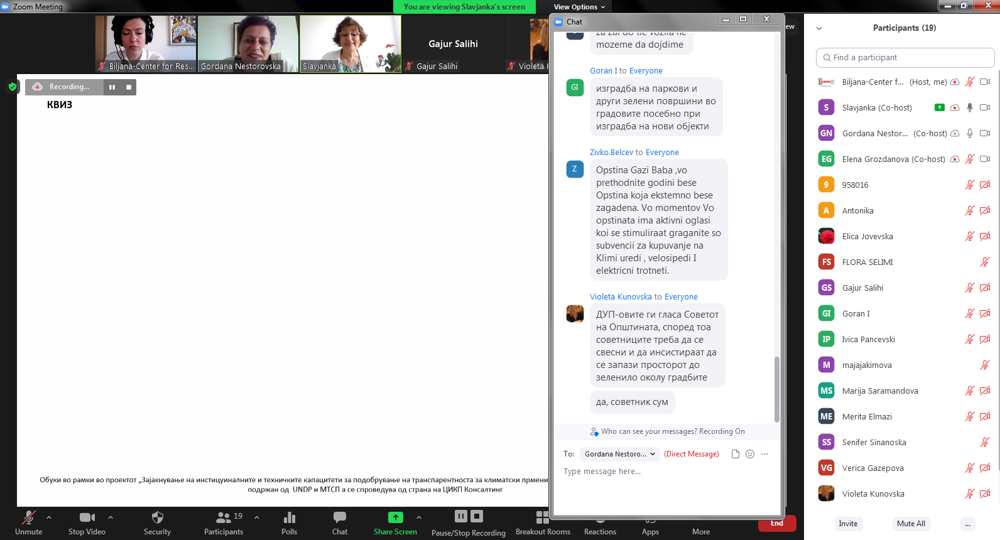 Zoom Meeting
You are viewing Slavjanka's screen
View Options
Biljana-Center for Res...
Gordana Nestorovska
Slavjanka
Gajur Salihi
Gajur Salihi
Violeta K
ew
Recording...
КВИЗ
Обуки во рамки во проектот „Зајакнување на инстицуиналните и техничките капацитети за подобрување на транспарентноста за климатски прмени
подржан од UNDP и МТСП а се спроведува од страна на ЦИКП Консалтинг
Chat
za zal do tie vozila ne
mozeme da dojdime
Goran I to Everyone
GI
изградба на паркови и
други зелени површини во
градовите посебно при
изградба на нови објекти
Zivko.Belcev to Everyone
Z
Opstina Gazi Baba ,vo
prethodnite godini bese
Opstina koja ekstemno bese
zagadena. Vo momentov Vo
opstinata ima aktivni oglasi
koi se stimuliraat graganite so
subvencii za kupuvanje na
Klimi uredi , velosipedi I
elektricni trotneti.
Violeta Kunovska to Everyone
ДУП-овите ги гласа Советот
на Општината, според тоа
советниците треба да се
свесни и да инсистираат да
се запази просторот до
зеленило околу градбите
да, советник сум
Who can see your messages? Recording On
To: Gordana Nestoro... (Direct Message)
Type message here...
Participants (19)
Find a participant
CRPM Biljana-Center f... (Host, me)
S Slavjanka (Co-host)
GN Gordana Nestor... (Co-host)
EG Elena Grozdanova (Co-host)
9 958016
A Antonika
Elica Jovevska
FS FLORA SELIMI
GS Gajur Salihi
GI Goran I
IP Ivica Pancevski
M majajakimova
MS Marija Saramandova
ME Merita Elmazi
SS Senifer Sinanoska
VG Verica Gazepova
Violeta Kunovska
Invite
Mute All
...
Unmute
Stop Video
Security
Participants 19
Polls
Chat
Share Screen
Pause/Stop Recording
Breakout Rooms
Reactions
Apps
More
End